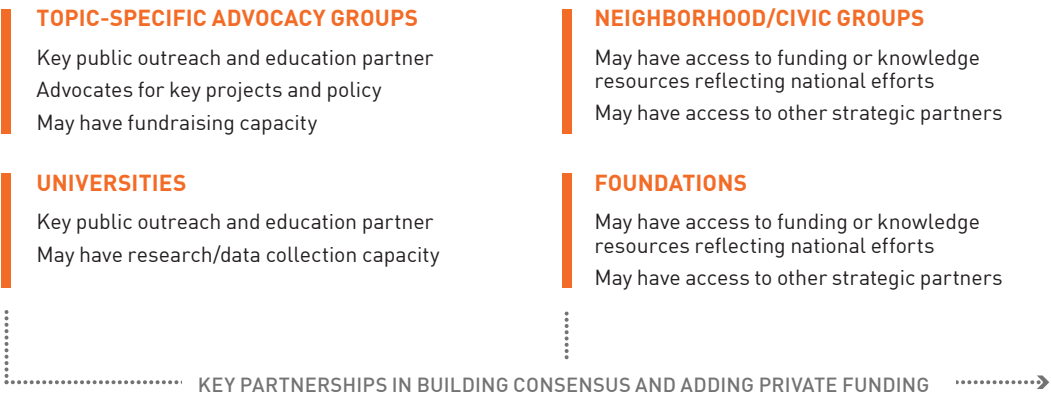 TOPIC-SPECIFIC ADVOCACY GROUPS
Key public outreach and education partner
Advocates for key projects and policy
May have fundraising capacity
NEIGHBORHOOD/CIVIC GROUPS
May have access to funding or knowledge
resources reflecting national efforts
May have access to other strategic partners
UNIVERSITIES
Key public outreach and education partner
May have research/data collection capacity
FOUNDATIONS
May have access to funding or knowledge
resources reflecting national efforts
May have access to other strategic partners
KEY PARTNERSHIPS IN BUILDING CONSENSUS AND ADDING PRIVATE FUNDING